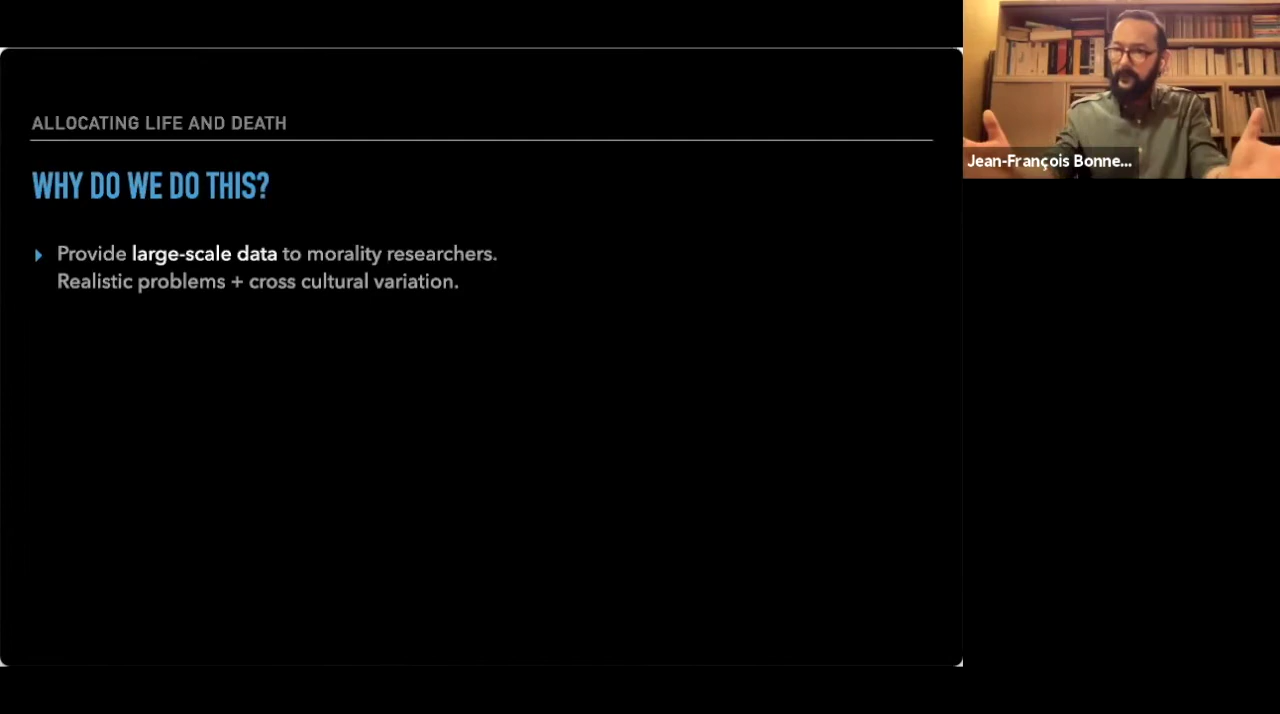 ALLOCATING LIFE AND DEATH
WHY DO WE DO THIS?
Provide large-scale data to morality researchers.
Realistic problems + cross cultural variation.
Jean-François Bonne...